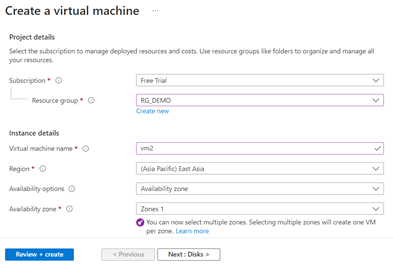 Create a virtual machine ...
Project details
Select the subscription to manage deployed resources and costs. Use resource groups like folders to organize and manage all
your resources.
Subscription * Free Trial
Resource group * RG_DEMO
Create new
Instance details
Virtual machine name * vm2
Region * (Asia Pacific) East Asia
Availability options Availability zone
Availability zone * Zones 1
You can now select multiple zones. Selecting multiple zones will create one VM
per zone. Learn more
Review + create < Previous Next : Disks >